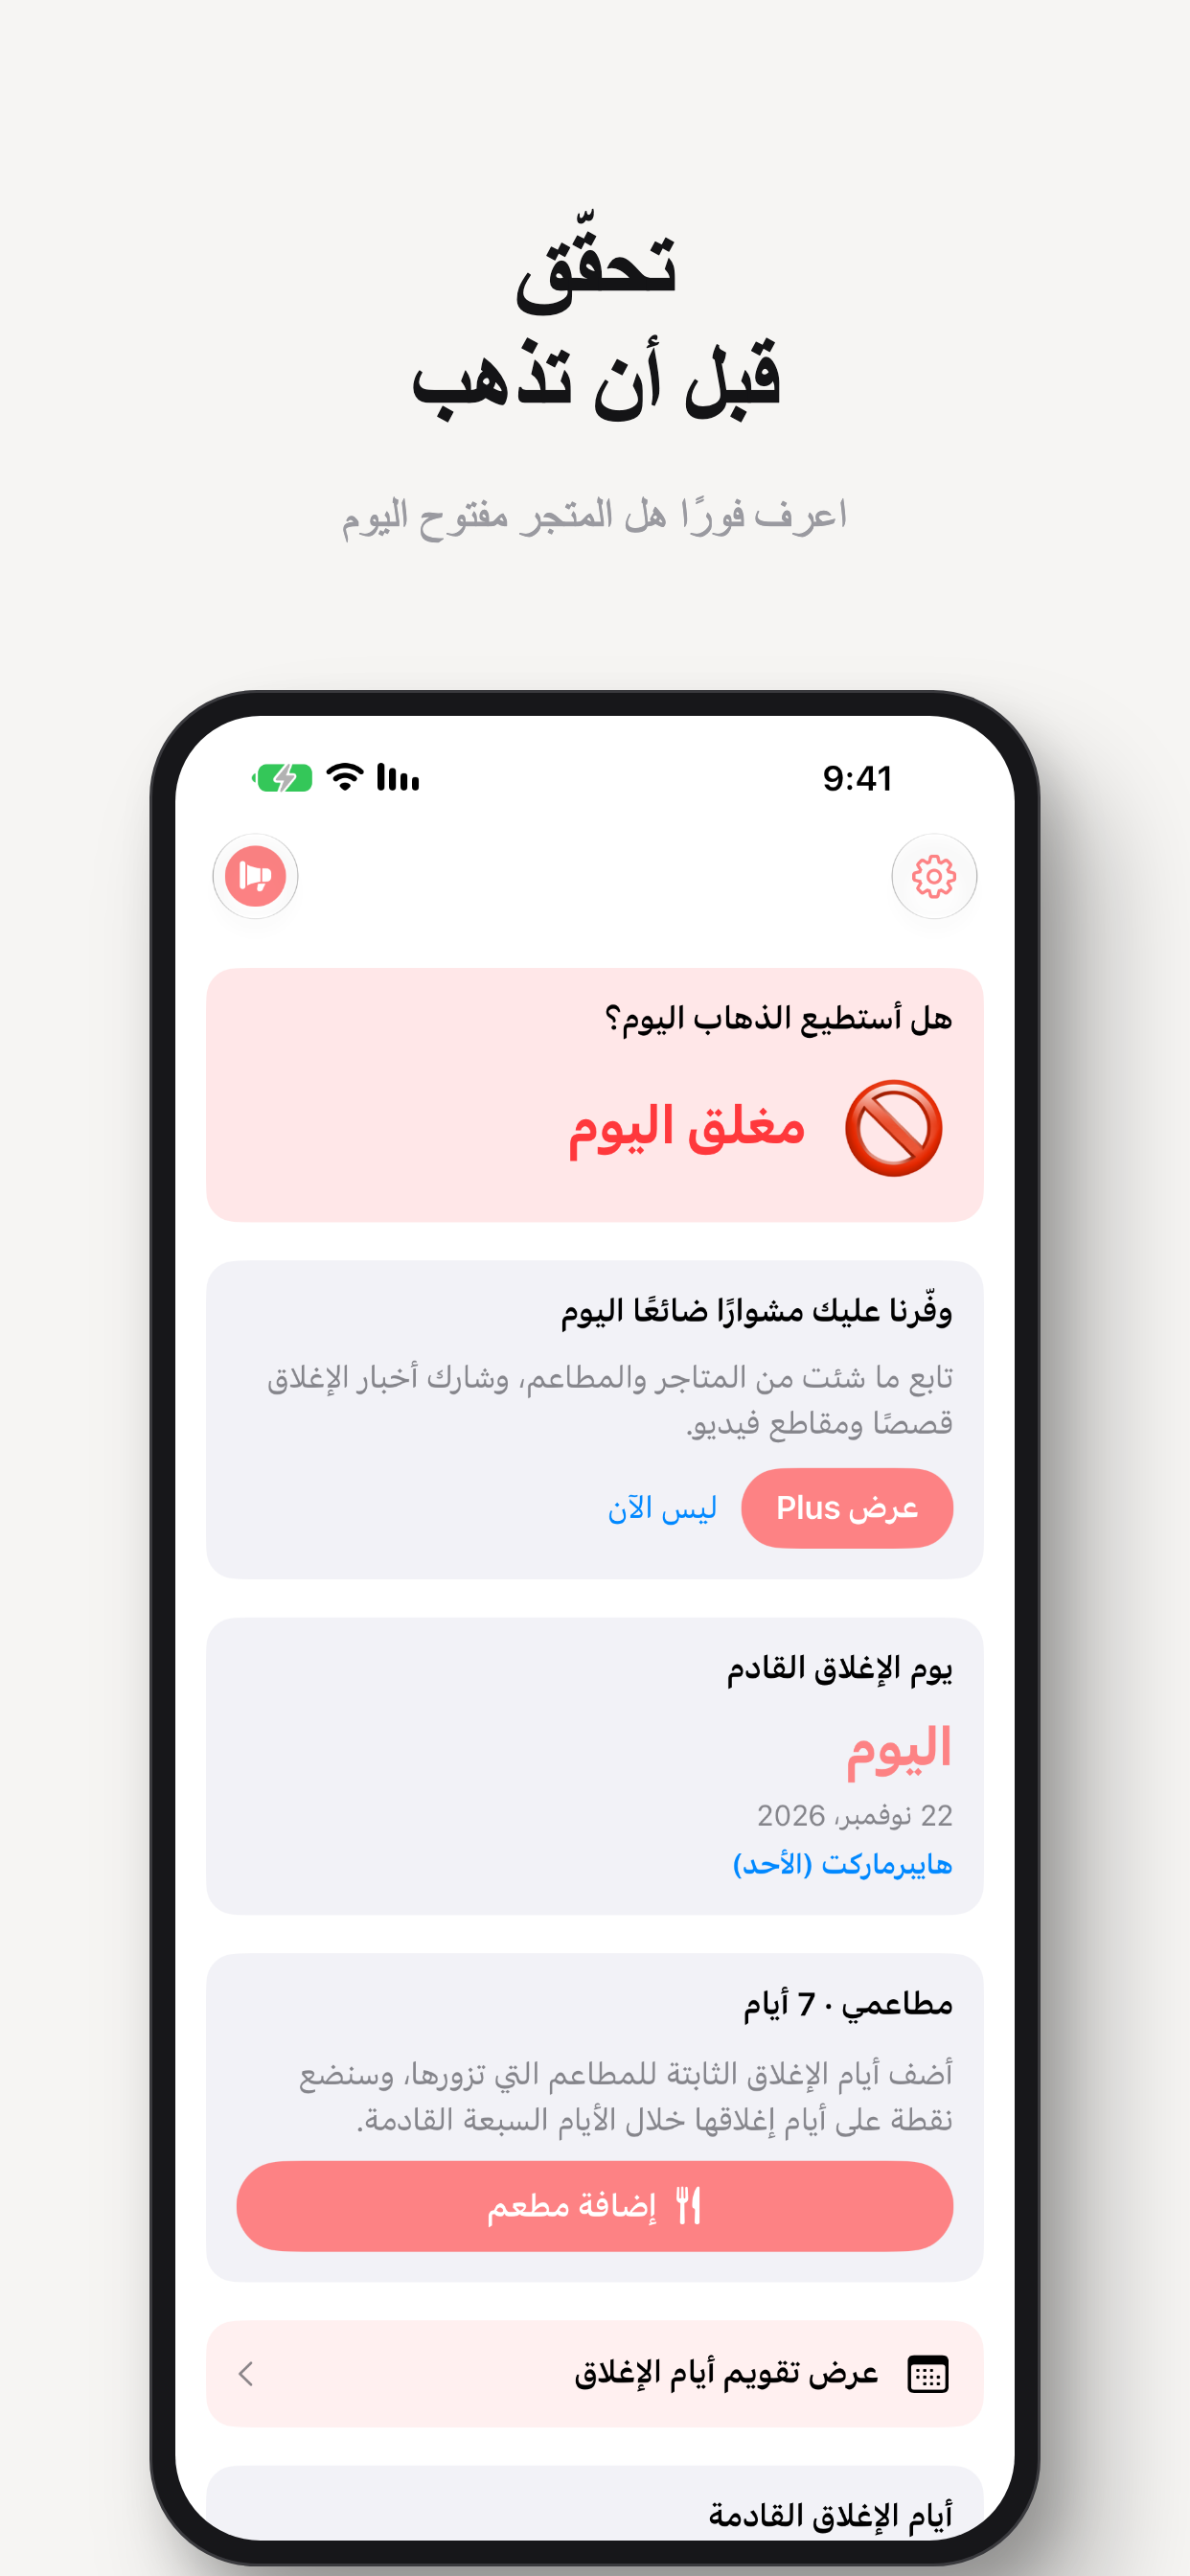 تحقّق
قبل أن تذهب
اعرف فورًا هل المتجر مفتوح اليوم
9:41
هل أستطيع الذهاب اليوم؟
مغلق اليوم
وفّرنا عليك مشوارًا ضائعًا اليوم
تابع ما شئت من المتاجر والمطاعم، وشارك أخبار الإغلاق
قصصًا ومقاطع فيديو.
عرض Plus
ليس الآن
يوم الإغلاق القادم
اليوم
22 نوفمبر، 2026
هايبرماركت (الأحد)
مطاعمي · 7 أيام
أضف أيام الإغلاق الثابتة للمطاعم التي تزورها، وسنضع
نقطة على أيام إغلاقها خلال الأيام السبعة القادمة.
إضافة مطعم
عرض تقويم أيام الإغلاق
أيام الإغلاق القادمة